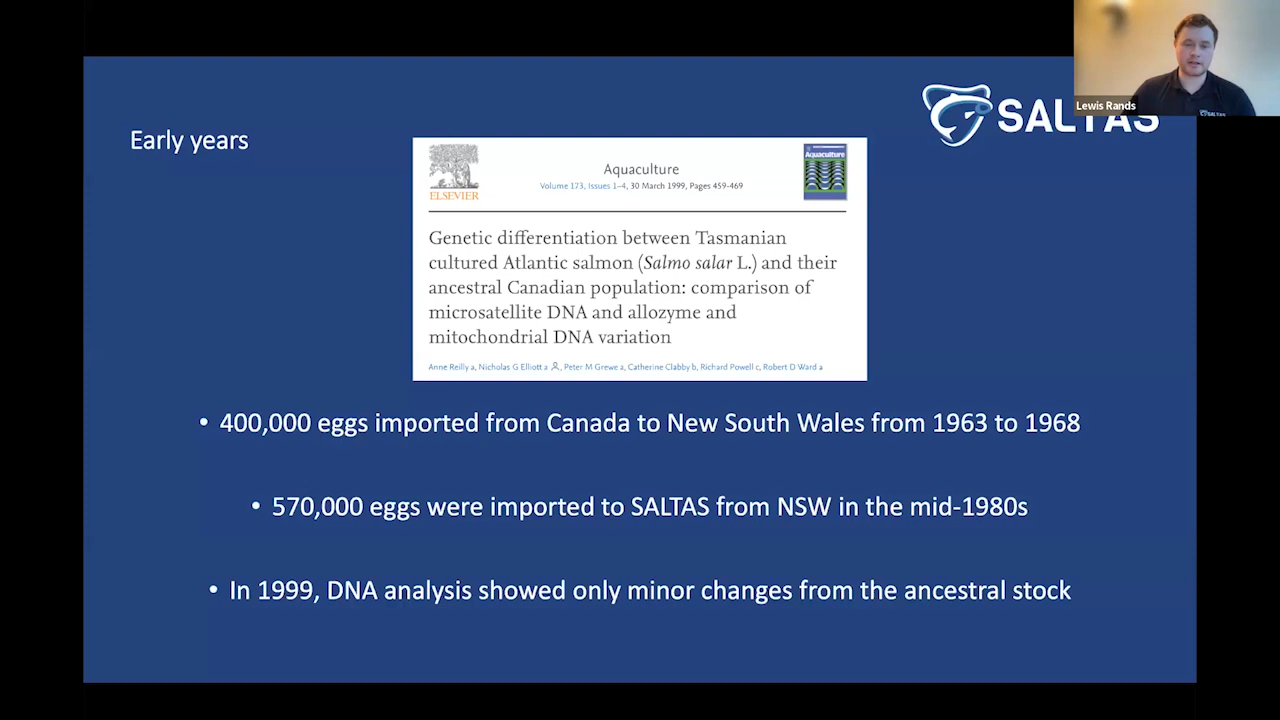 Lewis Rands
SALTAS
SALTAS
Early years
ELSEVIER
Aquaculture
Volume 173, Issues 1–4, 30 March 1999, Pages 459-469
Aquaculture
Genetic differentiation between Tasmanian
cultured Atlantic salmon (Salmo salar L.) and their
ancestral Canadian population: comparison of
microsatellite DNA and allozyme and
mitochondrial DNA variation
Anne Reilly a, Nicholas G Elliott a, Peter M Grewe a, Catherine Clabby b, Richard Powell c, Robert D Ward a
• 400,000 eggs imported from Canada to New South Wales from 1963 to 1968
• 570,000 eggs were imported to SALTAS from NSW in the mid-1980s
• In 1999, DNA analysis showed only minor changes from the ancestral stock